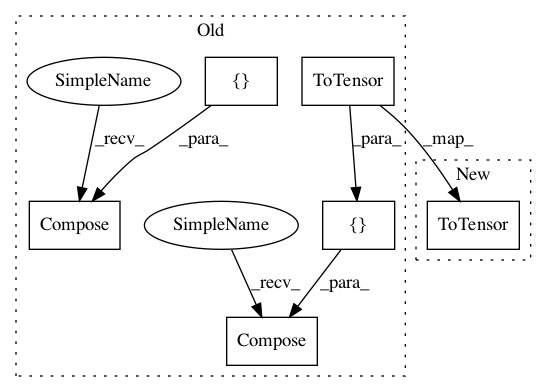 Old
SimpleName
{}
ToTensor
_recv_
_para_
_para_
_map_
New
Compose
SimpleName
{}
ToTensor
_recv_
_para_
Compose